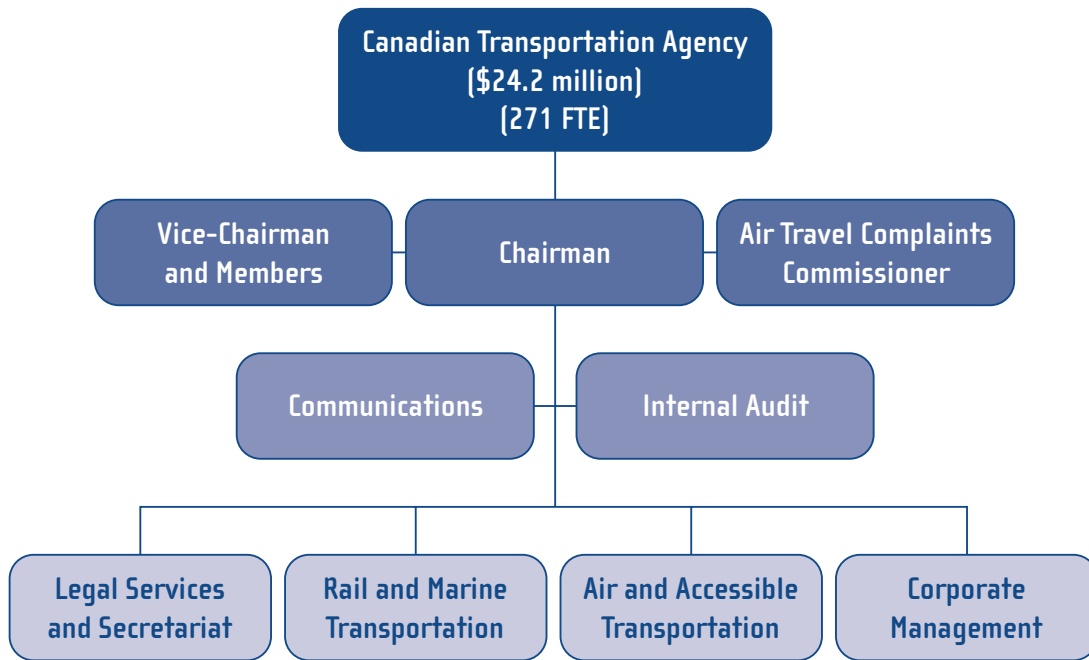 Canadian Transportation Agency
($24.2 million)
(271 FTE)
Vice-Chairman
and Members
Chairman
Air Travel Complaints
Commissioner
Communications
Internal Audit
Legal Services
and Secretariat
Rail and Marine
Transportation
Air and Accessible
Transportation
Corporate
Management